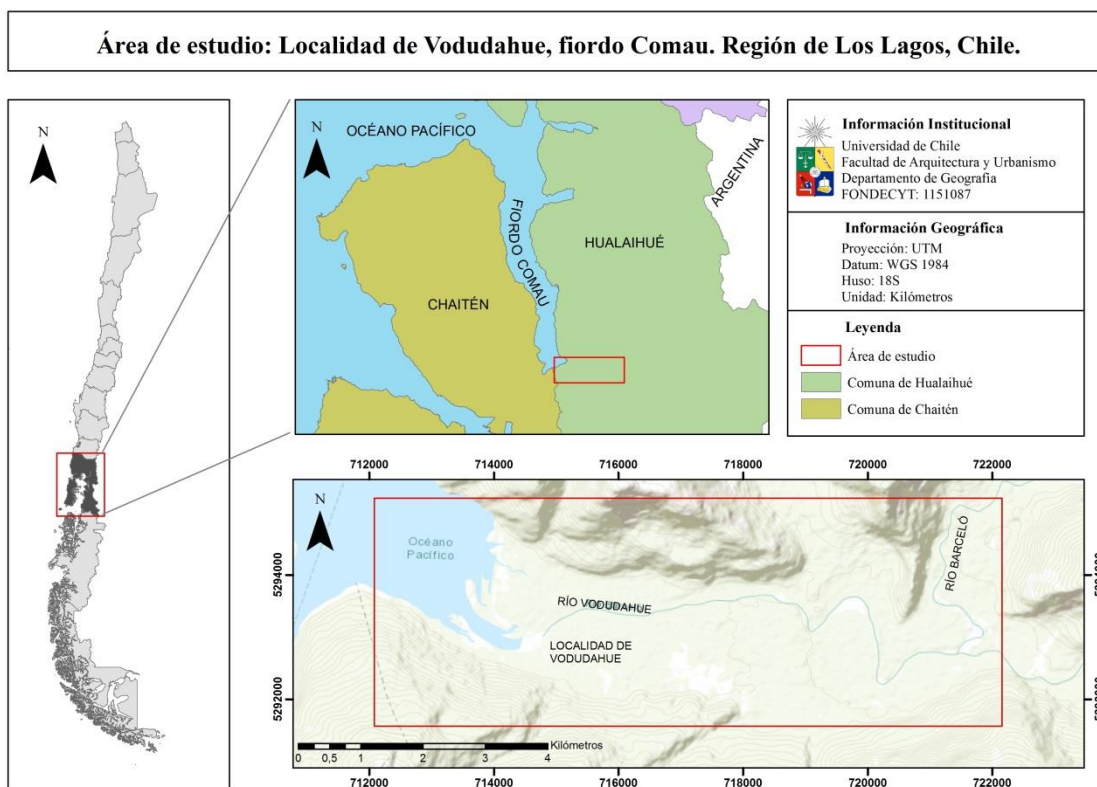 Área de estudio: Localidad de Vodudahue, fiordo Comau. Región de Los Lagos, Chile.
N
N
OCÉANO PACÍFICO
FIORDO COMAU
ARGENTINA
HUALAIHUÉ
CHAITÉN
Información Institucional
Universidad de Chile
Facultad de Arquitectura y Urbanismo
Departamento de Geografía
FONDECYT: 1151087
Información Geográfica
Proyección: UTM
Datum: WGS 1984
Huso: 18S
Unidad: Kilómetros
Leyenda
Área de estudio
Comuna de Hualaihué
Comuna de Chaitén
712000 714000 716000 718000 720000 722000
N
Océano
Pacífico
RÍO BARCELÓ
5294000
RÍO VODUDAHUE
LOCALIDAD DE
VODUDAHUE
5292000
Kilómetros
0 0,5 1 2 3 4
712000 714000 716000 718000 720000 722000